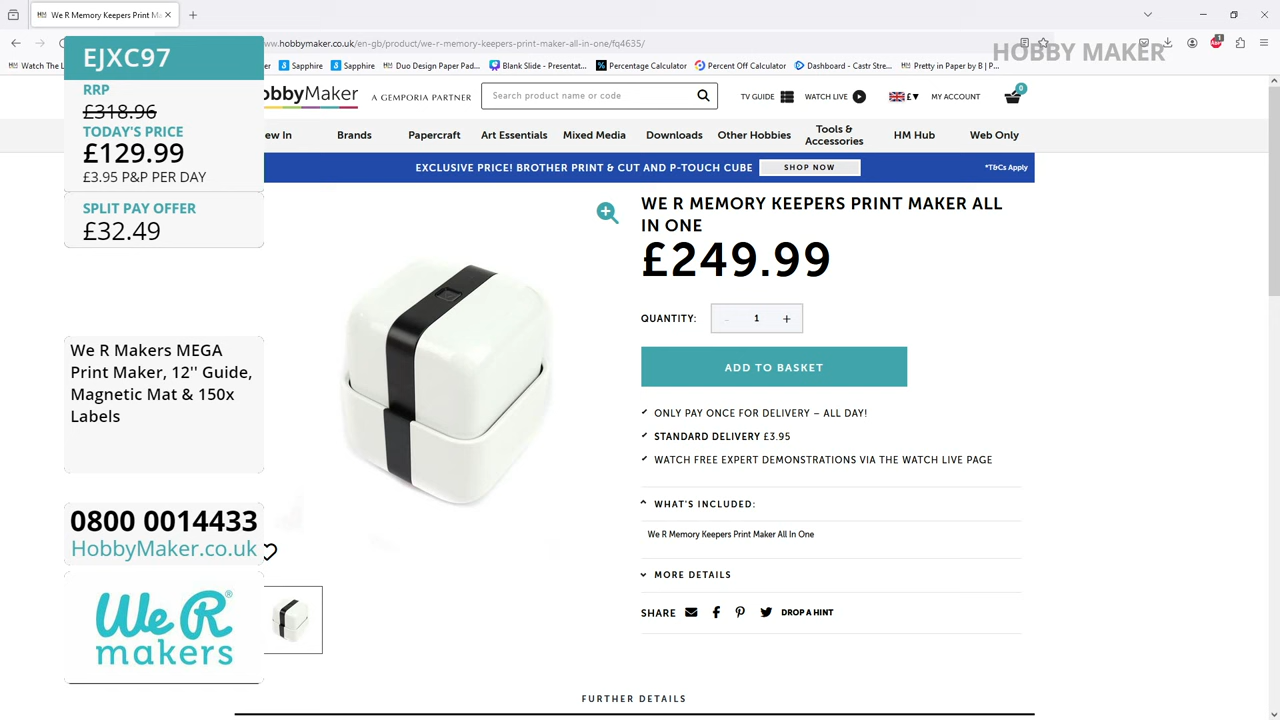 We R Memory Keepers Print M
w.hobbymaker.co.uk/en-gb/product/we-r-memory-keepers-print-maker-all-in-one/fq4635/
HOBBY MAKER
Watch The L
er
Sapphire
Sapphire
Duo Design Paper Pad...
Blank Slide - Presentat...
Percentage Calculator
Percent Off Calculator
Dashboard - Castr Stre...
Pretty in Paper by B | P...
EJXC97
RRP
£318.96
TODAY'S PRICE
£129.99
£3.95 P&P PER DAY
SPLIT PAY OFFER
£32.49
We R Makers MEGA
Print Maker, 12'' Guide,
Magnetic Mat & 150x
Labels
0800 0014433
HobbyMaker.co.uk
We R®
makers
obbyMaker
A GEMPORIA PARTNER
Search product name or code
TV GUIDE
WATCH LIVE
£▼
MY ACCOUNT
0
ew In
Brands
Papercraft
Art Essentials
Mixed Media
Downloads
Other Hobbies
Tools &
Accessories
HM Hub
Web Only
EXCLUSIVE PRICE! BROTHER PRINT & CUT AND P-TOUCH CUBE
SHOP NOW
*T&Cs Apply
WE R MEMORY KEEPERS PRINT MAKER ALL
IN ONE
£249.99
QUANTITY:
- 1 +
ADD TO BASKET
ONLY PAY ONCE FOR DELIVERY – ALL DAY!
STANDARD DELIVERY £3.95
WATCH FREE EXPERT DEMONSTRATIONS VIA THE WATCH LIVE PAGE
WHAT'S INCLUDED:
We R Memory Keepers Print Maker All In One
MORE DETAILS
SHARE
DROP A HINT
FURTHER DETAILS